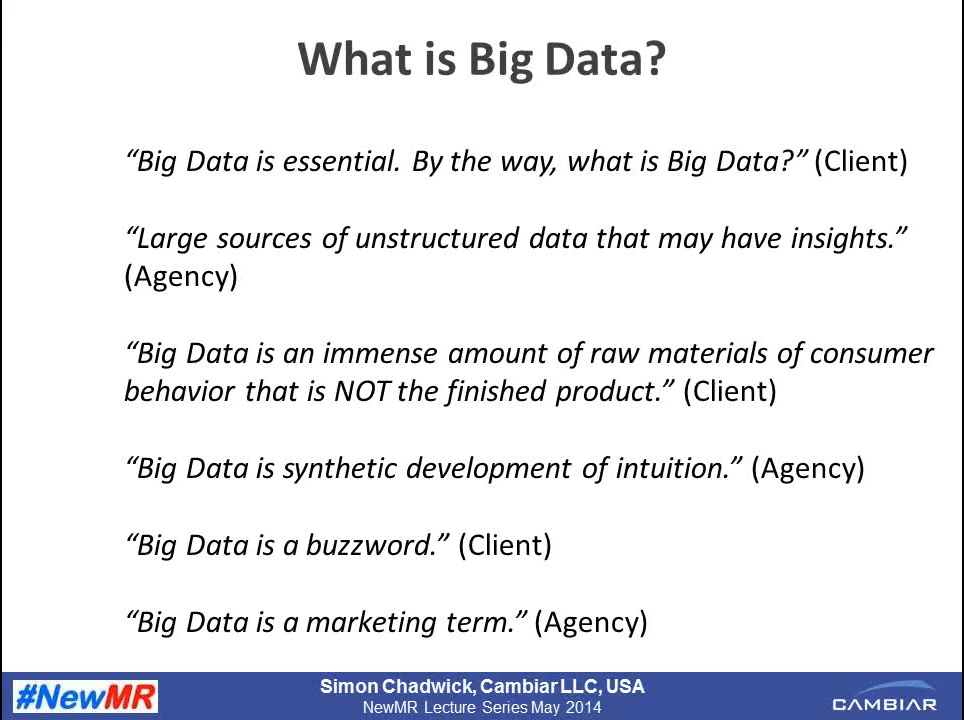 What is Big Data?
“Big Data is essential. By the way, what is Big Data?” (Client)
“Large sources of unstructured data that may have insights.”
(Agency)
“Big Data is an immense amount of raw materials of consumer
behavior that is NOT the finished product.” (Client)
“Big Data is synthetic development of intuition.” (Agency)
“Big Data is a buzzword.” (Client)
“Big Data is a marketing term.” (Agency)
#NewMR
Simon Chadwick, Cambiar LLC, USA
NewMR Lecture Series May 2014
CAMBIAR